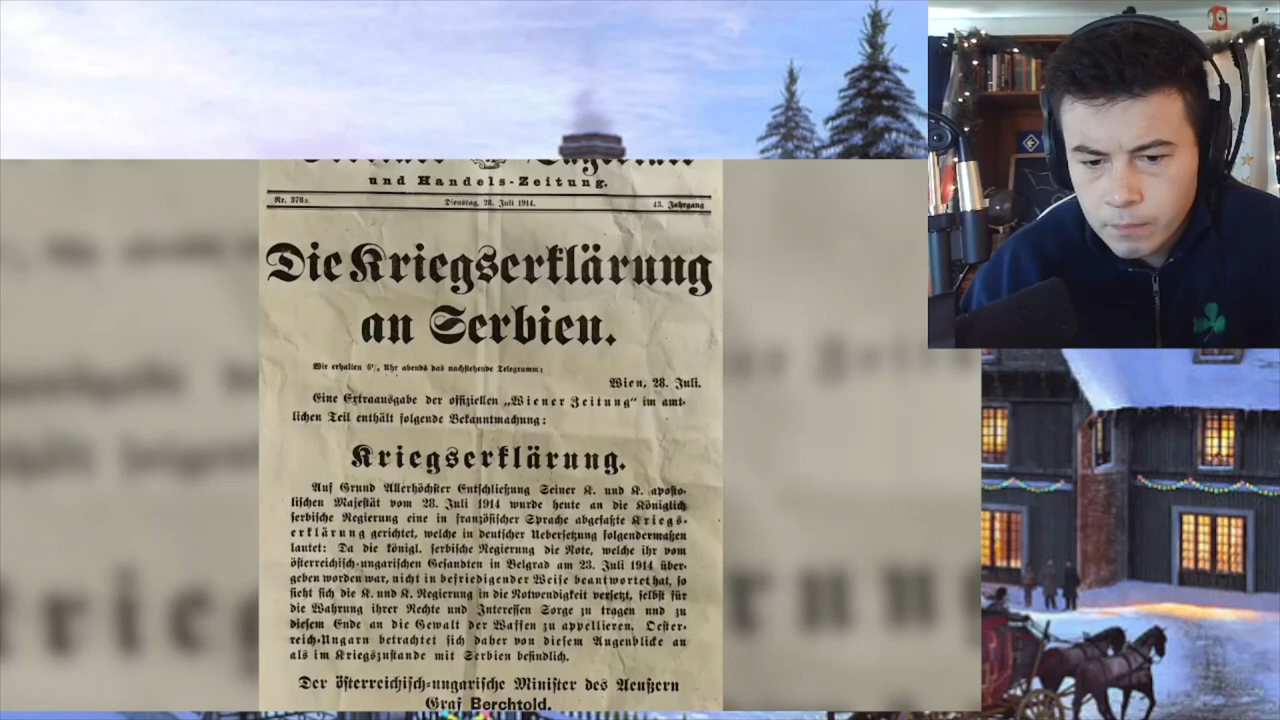 und Handels-Zeitung.
Dienstag, 28. Juli 1914.
43. Jahrgang
Die Kriegserklärung
an Serbien.
Wir erhalten 6½ Uhr abends das nachstehende Telegramm:
Wien, 28. Juli.
Eine Extraausgabe der offiziellen „Wiener Zeitung“ im amt-
lichen Teil enthält folgende Bekanntmachung:
Kriegserklärung.
Auf Grund Allerhöchster Entschließung Seiner K. und K. aposto-
lischen Majestät vom 28. Juli 1914 wurde heute an die Königlich
serbische Regierung eine in französischer Sprache abgefaßte Kriegs-
erklärung gerichtet, welche in deutscher Uebersetzung folgendermaßen
lautet: Da die königl. serbische Regierung die Note, welche ihr vom
österreichisch-ungarischen Gesandten in Belgrad am 23. Juli 1914 über-
geben worden war, nicht in befriedigender Weise beantwortet hat, so
sieht sich die K. und K. Regierung in die Notwendigkeit versetzt, selbst für
die Wahrung ihrer Rechte und Interessen Sorge zu tragen und zu
diesem Ende an die Gewalt der Waffen zu appellieren. Oester-
reich-Ungarn betrachtet sich daher von diesem Augenblicke an
als im Kriegszustande mit Serbien befindlich.
Der österreichisch-ungarische Minister des Aeußern
Graf Berchtold.